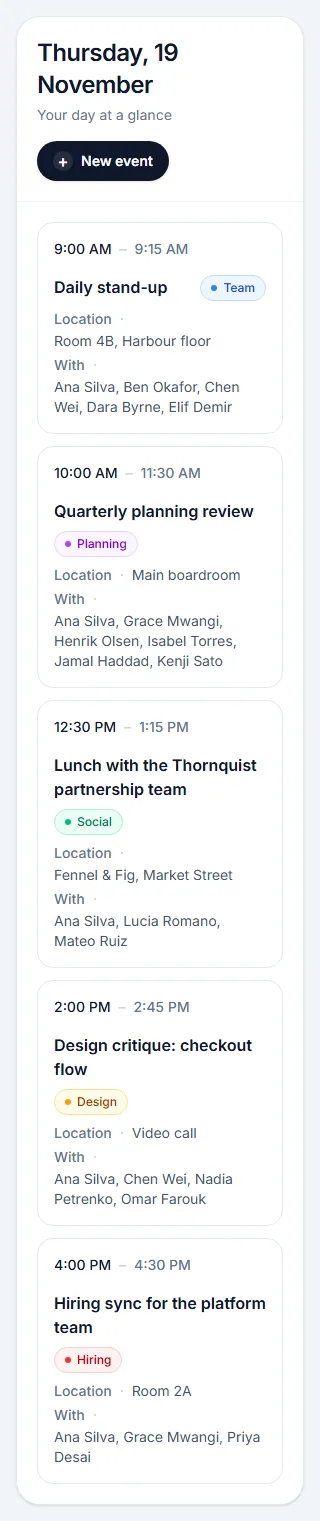 Thursday, 19
November
Your day at a glance
+ New event
9:00 AM – 9:15 AM
Daily stand-up Team
Location ·
Room 4B, Harbour floor
With ·
Ana Silva, Ben Okafor, Chen
Wei, Dara Byrne, Elif Demir
10:00 AM – 11:30 AM
Quarterly planning review
Planning
Location · Main boardroom
With ·
Ana Silva, Grace Mwangi,
Henrik Olsen, Isabel Torres,
Jamal Haddad, Kenji Sato
12:30 PM – 1:15 PM
Lunch with the Thornquist
partnership team
Social
Location ·
Fennel & Fig, Market Street
With ·
Ana Silva, Lucia Romano,
Mateo Ruiz
2:00 PM – 2:45 PM
Design critique: checkout
flow
Design
Location · Video call
With ·
Ana Silva, Chen Wei, Nadia
Petrenko, Omar Farouk
4:00 PM – 4:30 PM
Hiring sync for the platform
team
Hiring
Location · Room 2A
With ·
Ana Silva, Grace Mwangi, Priya
Desai